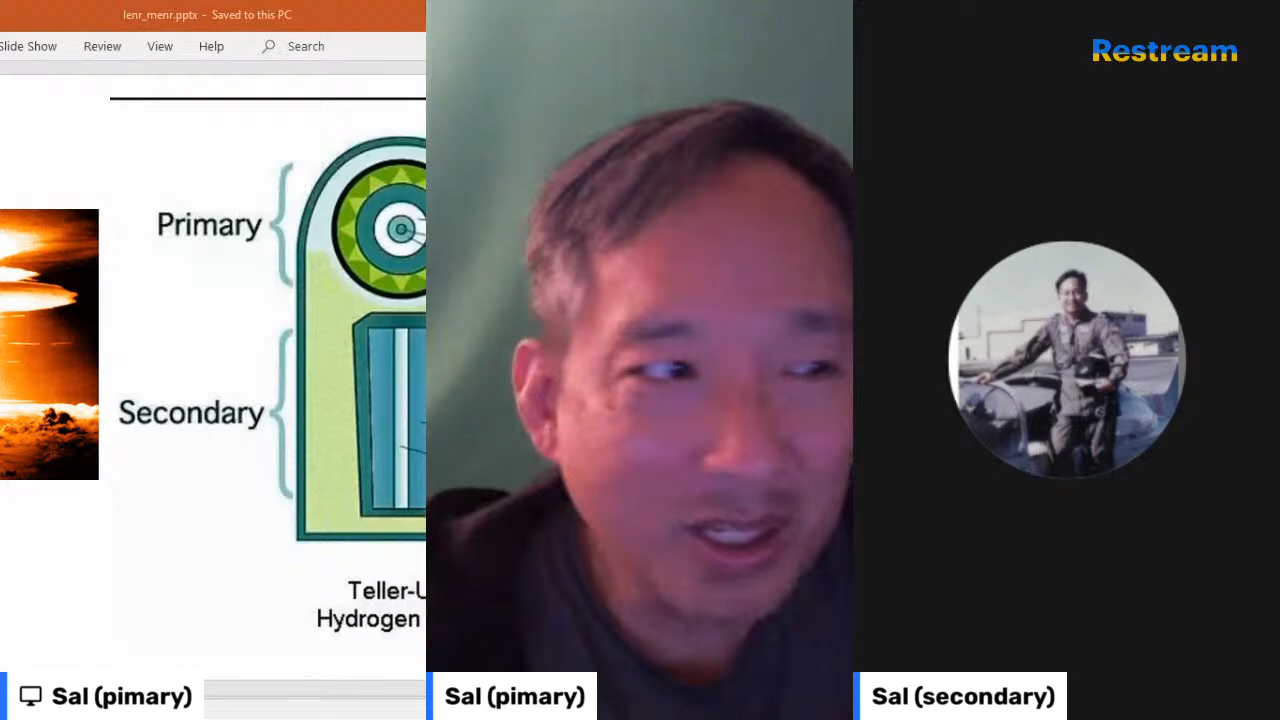 lenr_menr.pptx - Saved to this PC
Slide Show Review View Help Search
Restream
Primary
Secondary
Teller-U
Hydrogen
Sal (pimary)
Sal (pimary)
Sal (secondary)